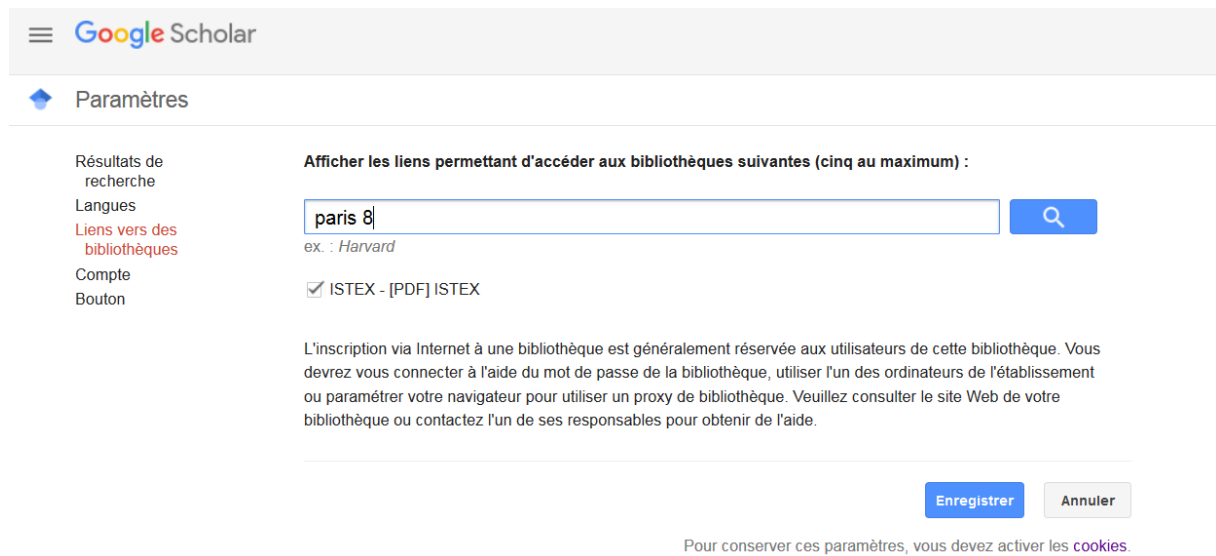 Google Scholar
Paramètres
Résultats de
recherche
Langues
Liens vers des
bibliothèques
Compte
Bouton
Afficher les liens permettant d'accéder aux bibliothèques suivantes (cinq au maximum) :
paris 8
ex. : Harvard
ISTEX - [PDF] ISTEX
L'inscription via Internet à une bibliothèque est généralement réservée aux utilisateurs de cette bibliothèque. Vous
devrez vous connecter à l'aide du mot de passe de la bibliothèque, utiliser l'un des ordinateurs de l'établissement
ou paramétrer votre navigateur pour utiliser un proxy de bibliothèque. Veuillez consulter le site Web de votre
bibliothèque ou contactez l'un de ses responsables pour obtenir de l'aide.
Enregistrer Annuler
Pour conserver ces paramètres, vous devez activer les cookies.